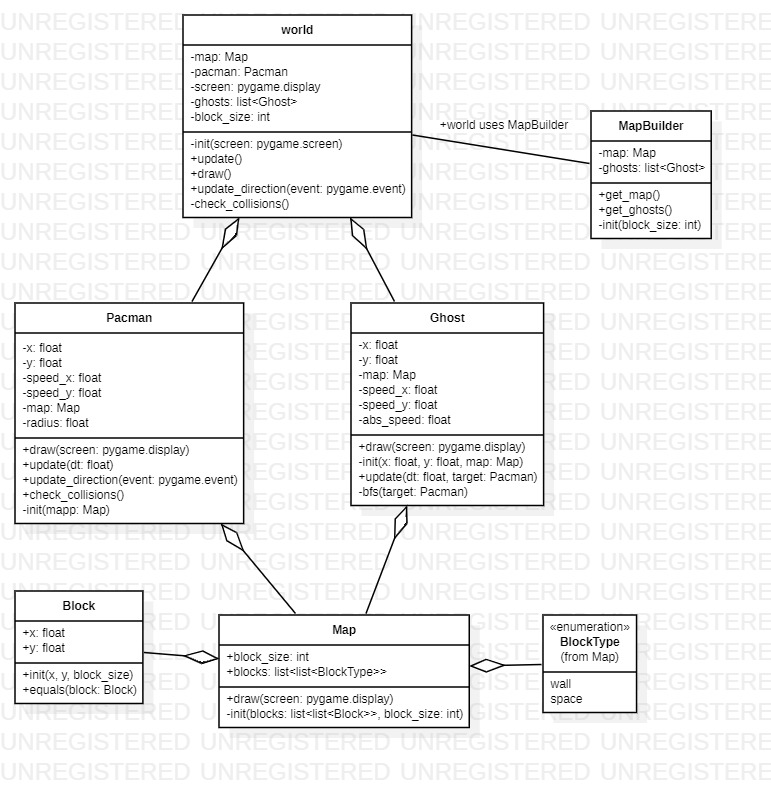 world
-map: Map
-pacman: Pacman
-screen: pygame.display
-ghosts: list<Ghost>
-block_size: int
-init(screen: pygame.screen)
+update()
+draw()
+update_direction(event: pygame.event)
-check_collisions()
+world uses MapBuilder
MapBuilder
-map: Map
-ghosts: list<Ghost>
+get_map()
+get_ghosts()
-init(block_size: int)
Pacman
-x: float
-y: float
-speed_x: float
-speed_y: float
-map: Map
-radius: float
+draw(screen: pygame.display)
+update(dt: float)
+update_direction(event: pygame.event)
+check_collisions()
-init(mapp: Map)
Ghost
-x: float
-y: float
-map: Map
-speed_x: float
-speed_y: float
-abs_speed: float
+draw(screen: pygame.display)
-init(x: float, y: float, map: Map)
+update(dt: float, target: Pacman)
-bfs(target: Pacman)
Block
+x: float
+y: float
+init(x, y, block_size)
+equals(block: Block)
Map
+block_size: int
+blocks: list<list<BlockType>>
+draw(screen: pygame.display)
-init(blocks: list<list<Block>>, block_size: int)
«enumeration»
BlockType
(from Map)
wall
space
UNREGISTERED UNREGISTERED UNREGISTERED UNREGISTERED